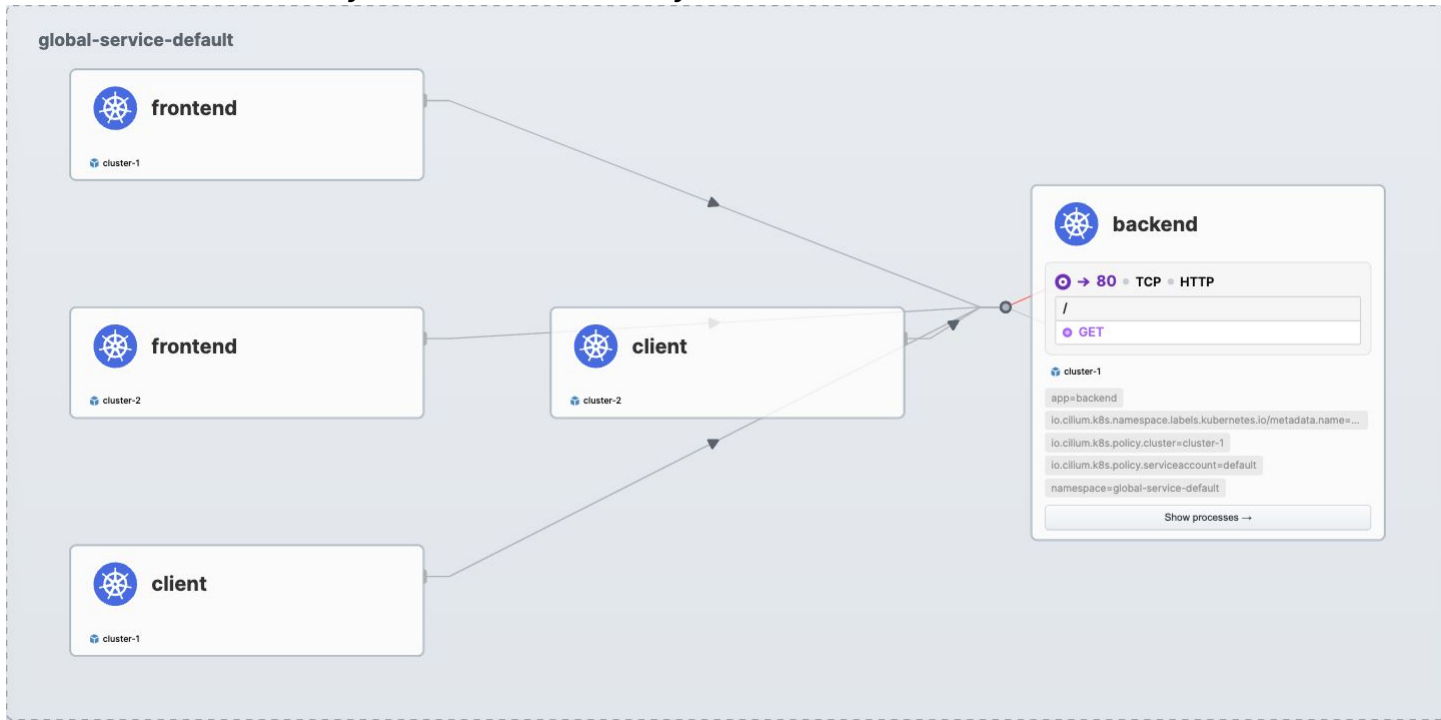 global-service-default
frontend
cluster-1
frontend
cluster-2
client
cluster-2
client
cluster-1
backend
→ 80 • TCP • HTTP
/
GET
cluster-1
app=backend
io.cilium.k8s.namespace.labels.kubernetes.io/metadata.name=...
io.cilium.k8s.policy.cluster=cluster-1
io.cilium.k8s.policy.serviceaccount=default
namespace=global-service-default
Show processes →